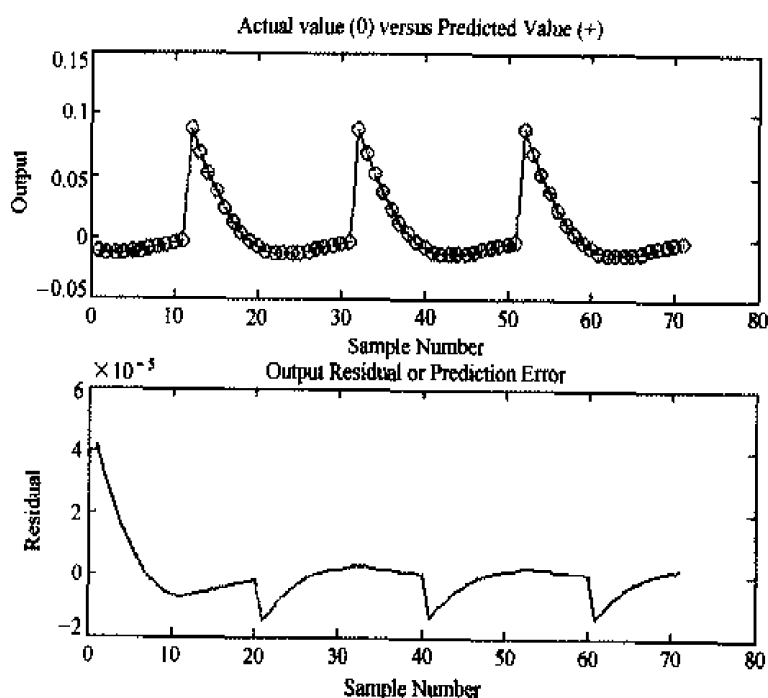 Actual value (0) versus Predicted Value (+)
0.15
0.1
0.05
0
−0.05
Output
0 10 20 30 40 50 60 70 80
Sample Number
×10⁻⁵
Output Residual or Prediction Error
6
4
2
0
−2
Residual
0 10 20 30 40 50 60 70 80
Sample Number